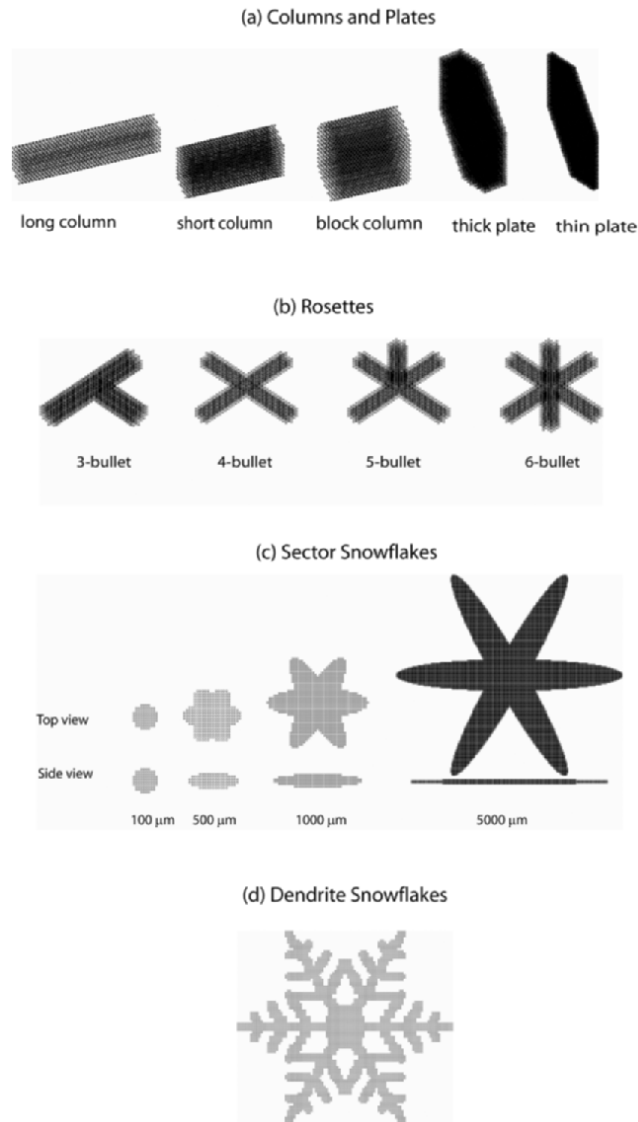 (a) Columns and Plates
long column short column block column thick plate thin plate
(b) Rosettes
3-bullet 4-bullet 5-bullet 6-bullet
(c) Sector Snowflakes
Top view
Side view
100 μm 500 μm 1000 μm 5000 μm
(d) Dendrite Snowflakes